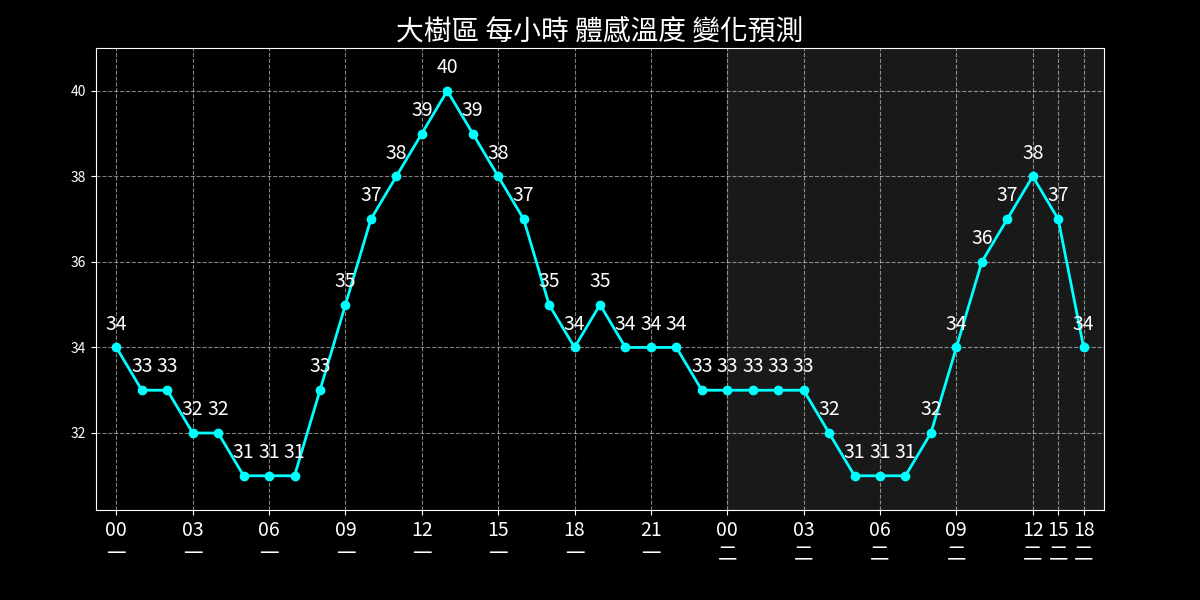 大樹區 每小時 體感溫度 變化預測
40
40
39 39
38 38 38
38
37 37 37 37
36
36
35 35 35
34 34 34 34 34 34 34
34
33 33 33 33 33 33 33 33
32 32 32 32
32
31 31 31 31 31 31
00 03 06 09 12 15 18 21 00 03 06 09 12 15 18
一 一 一 一 一 一 一 一 二 二 二 二 二 二 二